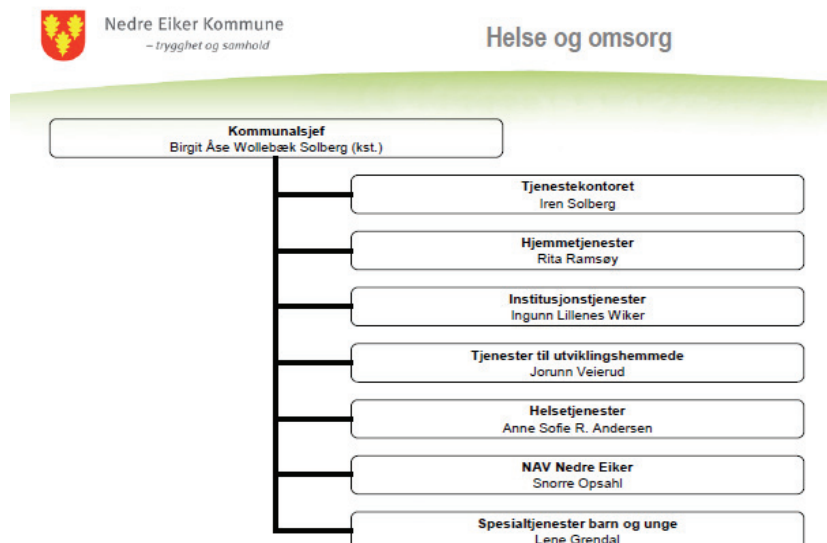 Nedre Eiker Kommune
– trygghet og samhold
Helse og omsorg
Kommunalsjef
Birgit Åse Wollebæk Solberg (kst.)
Tjenestekontoret
Iren Solberg
Hjemmetjenester
Rita Ramsøy
Institusjonstjenester
Ingunn Lillenes Wiker
Tjenester til utviklingshemmede
Jorunn Veierud
Helsetjenester
Anne Sofie R. Andersen
NAV Nedre Eiker
Snorre Opsahl
Spesialtjenester barn og unge
Lene Grendal